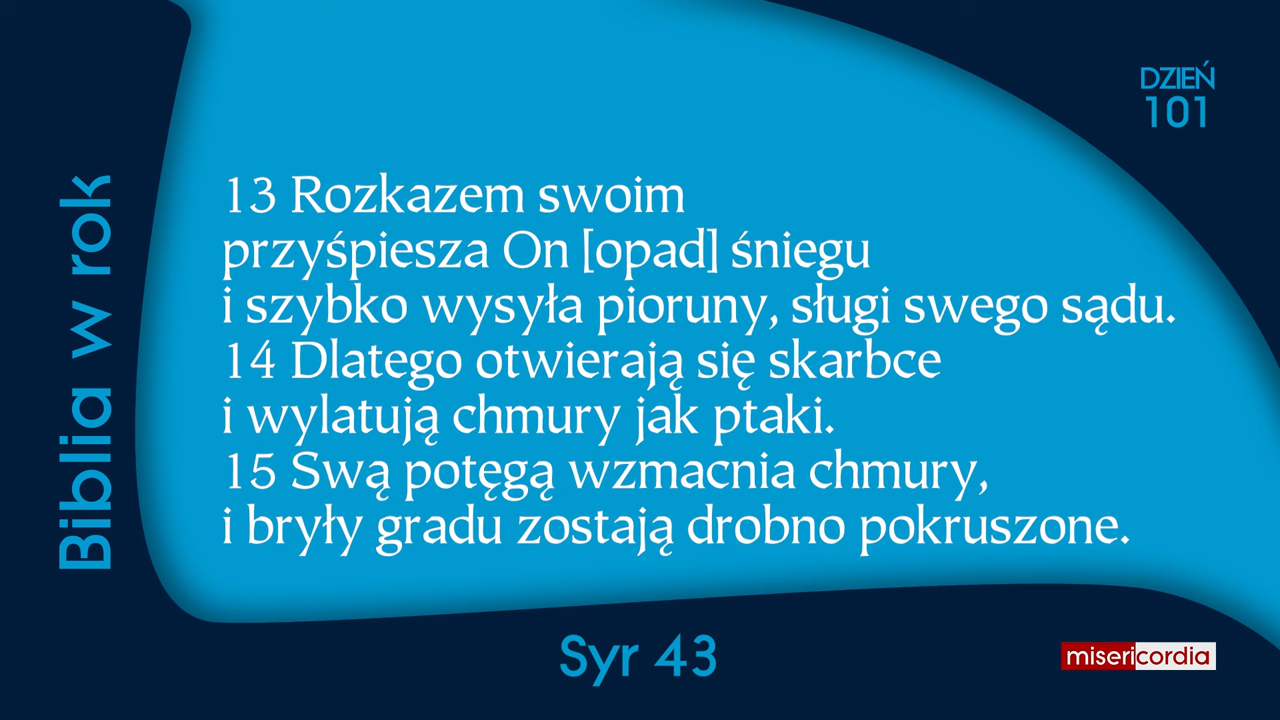 DZIEŃ
101
Biblia w rok
13 Rozkazem swoim
przyśpiesza On [opad] śniegu
i szybko wysyła pioruny, sługi swego sądu.
14 Dlatego otwierają się skarbce
i wylatują chmury jak ptaki.
15 Swą potęgą wzmacnia chmury,
i bryły gradu zostają drobno pokruszone.
Syr 43
misericordia